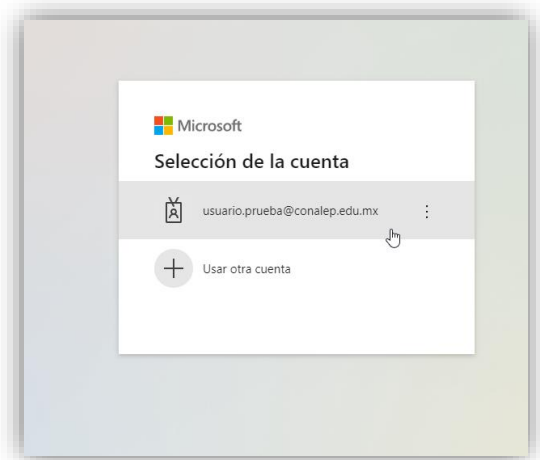 Microsoft
Selección de la cuenta
usuario.prueba@conalep.edu.mx
Usar otra cuenta